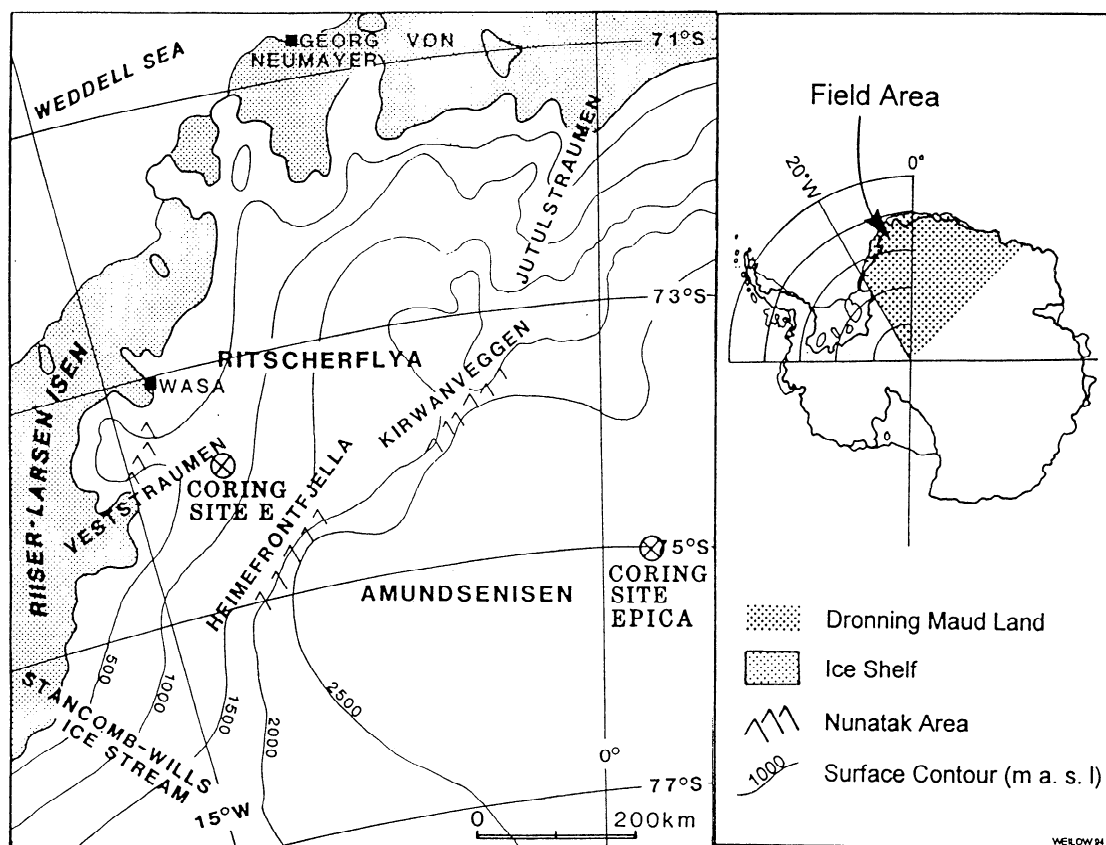 GEORG VON
NEUMAYER
71°S
WEDDELL SEA
JUTULSTRAUMEN
73°S
RITSCHERFLYA
WASA
KIRWANVEGGEN
RIISER-LARSEN ISEN
VESTSTRAUMEN
CORING
SITE E
HEIMEFRONTFJELLA
75°S
CORING
SITE
EPICA
AMUNDSENISEN
500
1000
1500
2000
2500
STANCOMB-WILLS
ICE STREAM
15°W
0°
77°S
0 200km
Field Area
20°W
0°
Dronning Maud Land
Ice Shelf
Nunatak Area
1000
Surface Contour (m a. s. l)
WEILOW 94